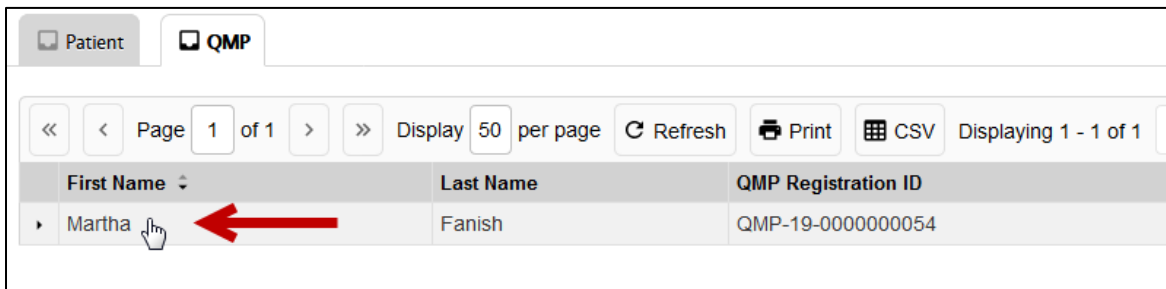 Patient QMP
Page 1 of 1 Display 50 per page Refresh Print CSV Displaying 1 - 1 of 1
First Name Last Name QMP Registration ID
Martha Fanish QMP-19-0000000054